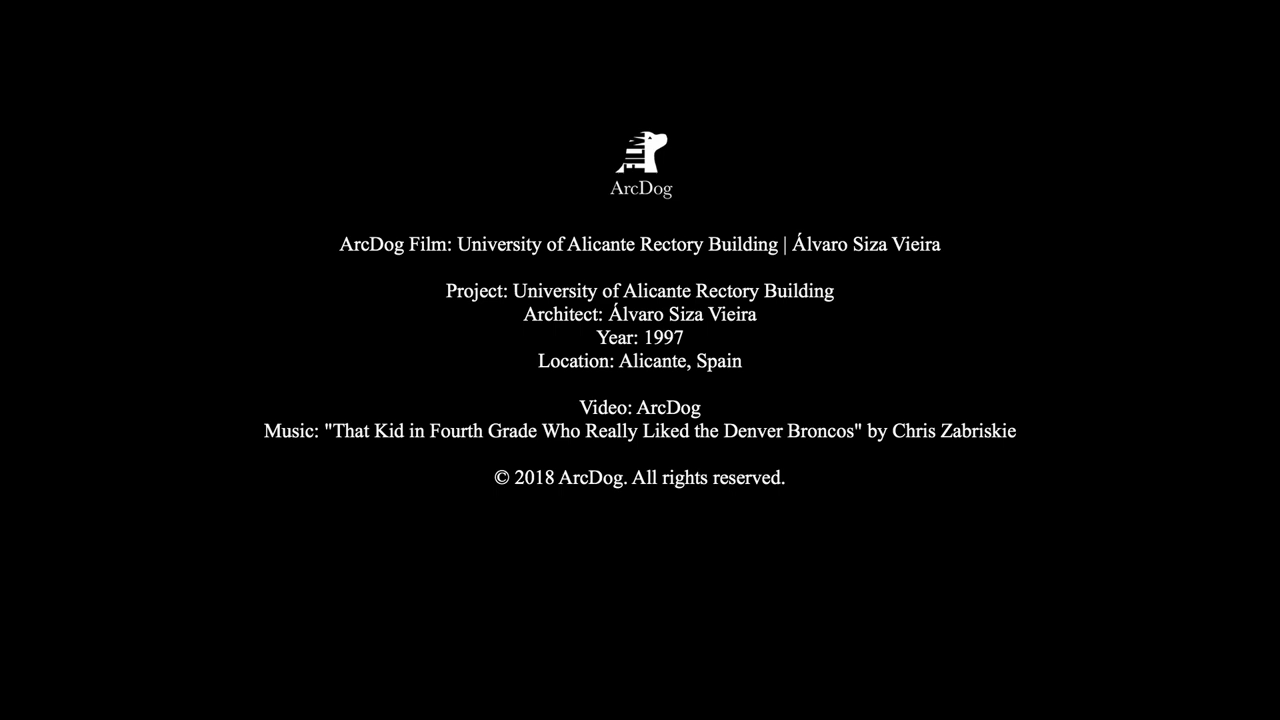 FILM
ArcDog
ArcDog Film: University of Alicante Rectory Building | Álvaro Siza Vieira
Project: University of Alicante Rectory Building
Architect: Álvaro Siza Vieira
Year: 1997
Location: Alicante, Spain
Video: ArcDog
Music: "That Kid in Fourth Grade Who Really Liked the Denver Broncos" by Chris Zabriskie
© 2018 ArcDog. All rights reserved.